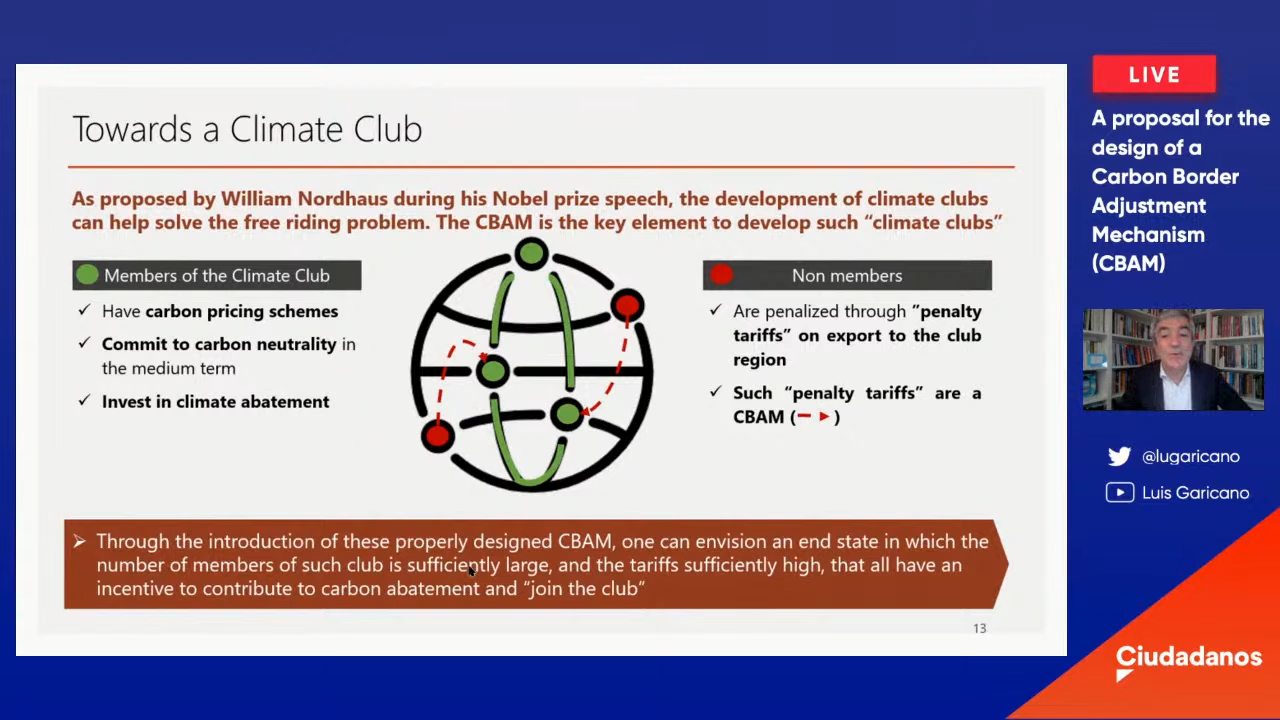 Towards a Climate Club
As proposed by William Nordhaus during his Nobel prize speech, the development of climate clubs
can help solve the free riding problem. The CBAM is the key element to develop such “climate clubs”
Members of the Climate Club
✓ Have carbon pricing schemes
✓ Commit to carbon neutrality in
the medium term
✓ Invest in climate abatement
Non members
✓ Are penalized through ”penalty
tariffs” on export to the club
region
✓ Such “penalty tariffs” are a
CBAM ( )
➢ Through the introduction of these properly designed CBAM, one can envision an end state in which the
number of members of such club is sufficiently large, and the tariffs sufficiently high, that all have an
incentive to contribute to carbon abatement and “join the club”
13
LIVE
A proposal for the
design of a
Carbon Border
Adjustment
Mechanism
(CBAM)
@lugaricano
Luis Garicano
Ciudadanos